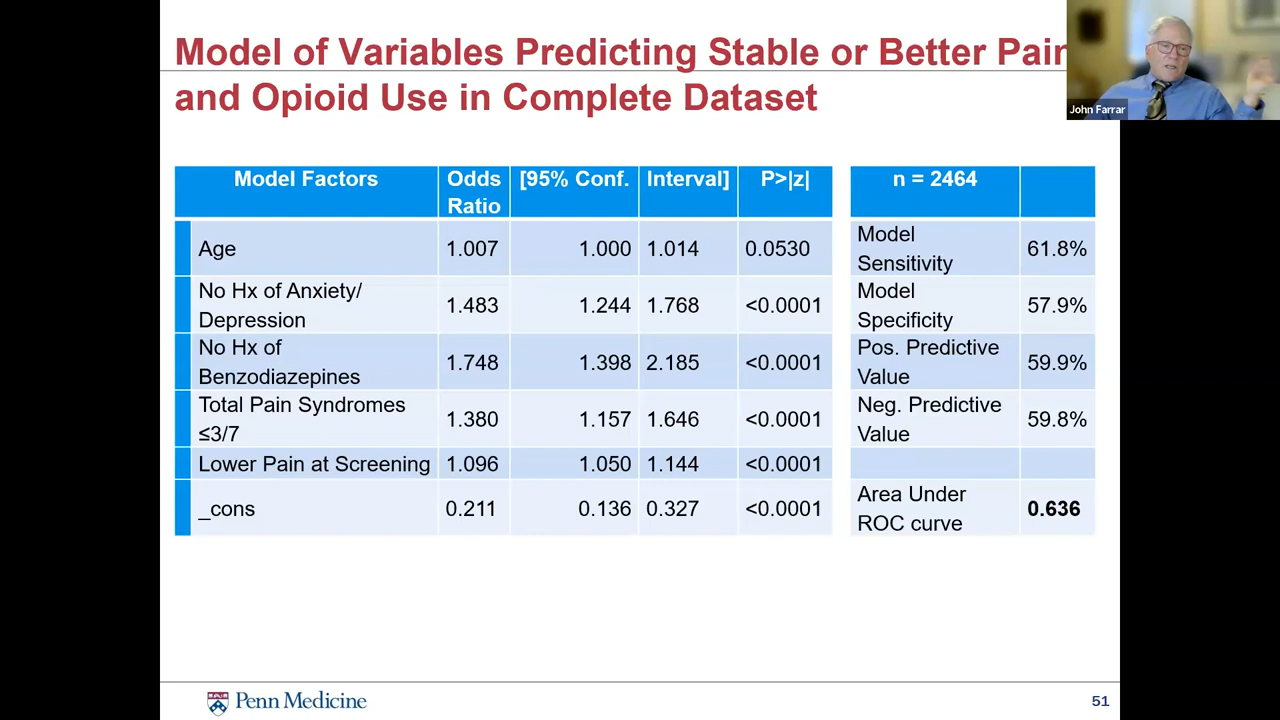 Model of Variables Predicting Stable or Better Pain
and Opioid Use in Complete Dataset
John Farrar
Model Factors Odds Ratio [95% Conf. Interval] P>|z|
Age 1.007 1.000 1.014 0.0530
No Hx of Anxiety/
Depression 1.483 1.244 1.768 <0.0001
No Hx of
Benzodiazepines 1.748 1.398 2.185 <0.0001
Total Pain Syndromes
≤3/7 1.380 1.157 1.646 <0.0001
Lower Pain at Screening 1.096 1.050 1.144 <0.0001
_cons 0.211 0.136 0.327 <0.0001
n = 2464
Model
Sensitivity 61.8%
Model
Specificity 57.9%
Pos. Predictive
Value 59.9%
Neg. Predictive
Value 59.8%
Area Under
ROC curve 0.636
Penn Medicine
51